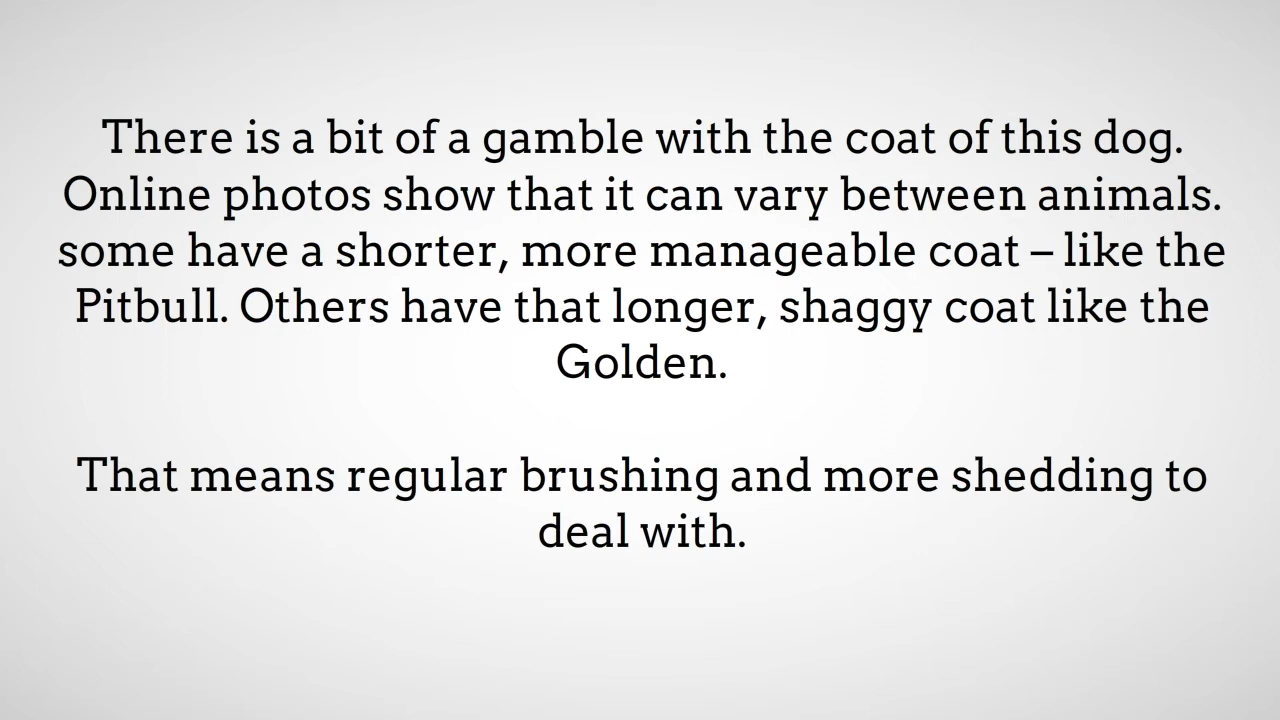 There is a bit of a gamble with the coat of this dog.
Online photos show that it can vary between animals.
some have a shorter, more manageable coat – like the
Pitbull. Others have that longer, shaggy coat like the
Golden.
That means regular brushing and more shedding to
deal with.